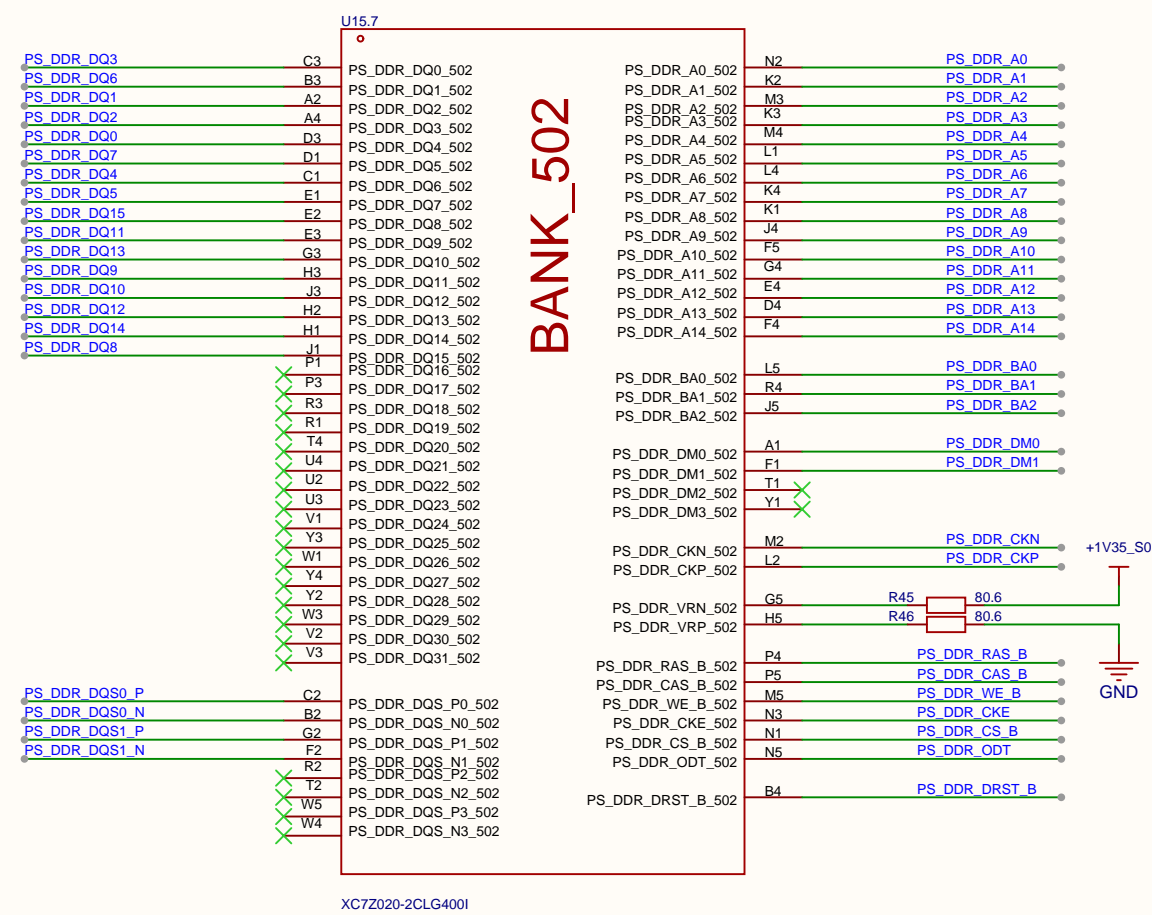 U15.7
PS_DDR_DQ3 C3 PS_DDR_DQ0_502 PS_DDR_A0_502 N2 PS_DDR_A0
PS_DDR_DQ6 B3 PS_DDR_DQ1_502 PS_DDR_A1_502 K2 PS_DDR_A1
PS_DDR_DQ1 A2 PS_DDR_DQ2_502 PS_DDR_A2_502 M3 PS_DDR_A2
PS_DDR_DQ2 A4 PS_DDR_DQ3_502 PS_DDR_A3_502 K3 PS_DDR_A3
PS_DDR_DQ0 D3 PS_DDR_DQ4_502 PS_DDR_A4_502 M4 PS_DDR_A4
PS_DDR_DQ7 D1 PS_DDR_DQ5_502 PS_DDR_A5_502 L1 PS_DDR_A5
PS_DDR_DQ4 C1 PS_DDR_DQ6_502 PS_DDR_A6_502 L4 PS_DDR_A6
PS_DDR_DQ5 E1 PS_DDR_DQ7_502 PS_DDR_A7_502 K4 PS_DDR_A7
PS_DDR_DQ15 E2 PS_DDR_DQ8_502 PS_DDR_A8_502 K1 PS_DDR_A8
PS_DDR_DQ11 E3 PS_DDR_DQ9_502 PS_DDR_A9_502 J4 PS_DDR_A9
PS_DDR_DQ13 G3 PS_DDR_DQ10_502 PS_DDR_A10_502 F5 PS_DDR_A10
PS_DDR_DQ9 H3 PS_DDR_DQ11_502 PS_DDR_A11_502 G4 PS_DDR_A11
PS_DDR_DQ10 J3 PS_DDR_DQ12_502 PS_DDR_A12_502 E4 PS_DDR_A12
PS_DDR_DQ12 H2 PS_DDR_DQ13_502 PS_DDR_A13_502 D4 PS_DDR_A13
PS_DDR_DQ14 H1 PS_DDR_DQ14_502 PS_DDR_A14_502 F4 PS_DDR_A14
PS_DDR_DQ8 J1 PS_DDR_DQ15_502
BANK_502
P1 PS_DDR_DQ16_502 PS_DDR_BA0_502 L5 PS_DDR_BA0
P3 PS_DDR_DQ17_502 PS_DDR_BA1_502 R4 PS_DDR_BA1
R3 PS_DDR_DQ18_502 PS_DDR_BA2_502 J5 PS_DDR_BA2
R1 PS_DDR_DQ19_502
T4 PS_DDR_DQ20_502 PS_DDR_DM0_502 A1 PS_DDR_DM0
U4 PS_DDR_DQ21_502 PS_DDR_DM1_502 F1 PS_DDR_DM1
U2 PS_DDR_DQ22_502 PS_DDR_DM2_502 T1
U3 PS_DDR_DQ23_502 PS_DDR_DM3_502 Y1
V1 PS_DDR_DQ24_502
Y3 PS_DDR_DQ25_502 PS_DDR_CKN_502 M2 PS_DDR_CKN +1V35_S0
W1 PS_DDR_DQ26_502 PS_DDR_CKP_502 L2 PS_DDR_CKP
Y4 PS_DDR_DQ27_502
Y2 PS_DDR_DQ28_502 PS_DDR_VRN_502 G5 R45 80.6
W3 PS_DDR_DQ29_502 PS_DDR_VRP_502 H5 R46 80.6
V2 PS_DDR_DQ30_502
V3 PS_DDR_DQ31_502 PS_DDR_RAS_B_502 P4 PS_DDR_RAS_B
PS_DDR_CAS_B_502 P5 PS_DDR_CAS_B GND
PS_DDR_DQS0_P C2 PS_DDR_DQS_P0_502 PS_DDR_WE_B_502 M5 PS_DDR_WE_B
PS_DDR_DQS0_N B2 PS_DDR_DQS_N0_502 PS_DDR_CKE_502 N3 PS_DDR_CKE
PS_DDR_DQS1_P G2 PS_DDR_DQS_P1_502 PS_DDR_CS_B_502 N1 PS_DDR_CS_B
PS_DDR_DQS1_N F2 PS_DDR_DQS_N1_502 PS_DDR_ODT_502 N5 PS_DDR_ODT
R2 PS_DDR_DQS_P2_502
T2 PS_DDR_DQS_N2_502 PS_DDR_DRST_B_502 B4 PS_DDR_DRST_B
W5 PS_DDR_DQS_P3_502
W4 PS_DDR_DQS_N3_502
XC7Z020-2CLG400I